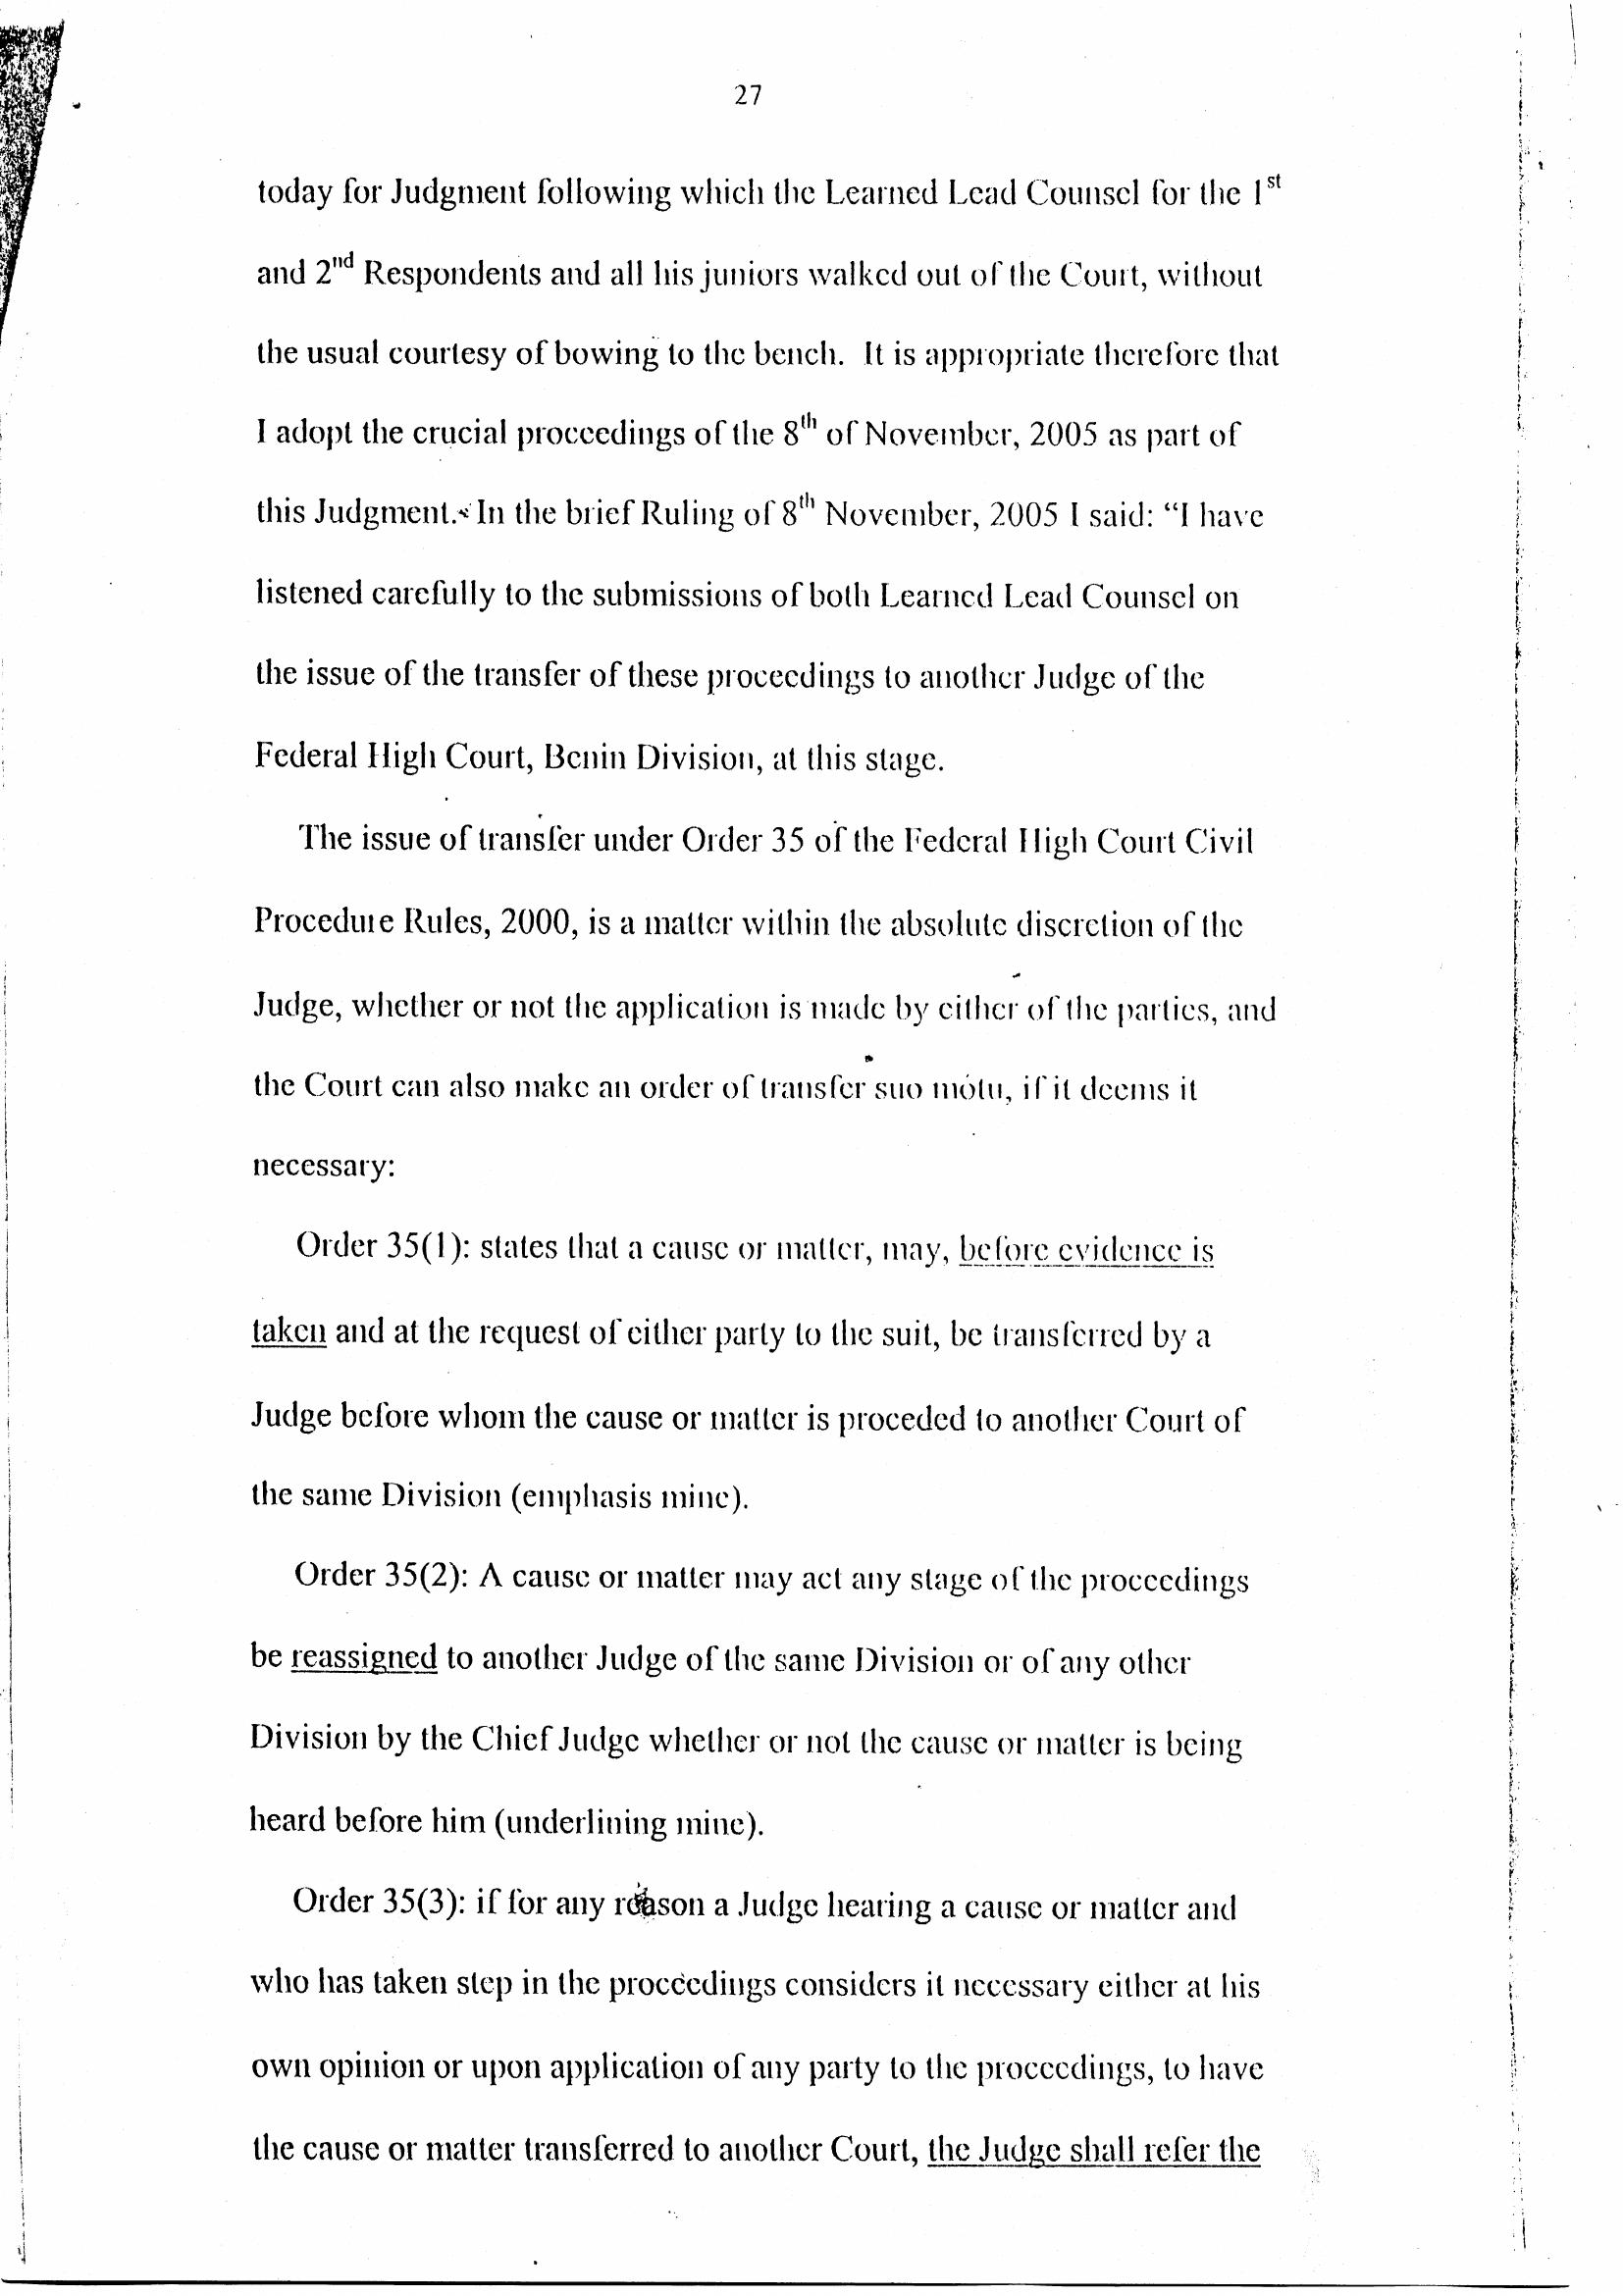 27
today for Judgment following which the Learned Lead Counsel for the 1st
and 2nd Respondents and all his juniors walked out of the Court, without
the usual courtesy of bowing to the bench. It is appropriate therefore that
I adopt the crucial proceedings of the 8th of November, 2005 as part of
this Judgment. In the brief Ruling of 8th November, 2005 I said: “I have
listened carefully to the submissions of both Learned Lead Counsel on
the issue of the transfer of these proceedings to another Judge of the
Federal High Court, Benin Division, at this stage.
The issue of transfer under Order 35 of the Federal High Court Civil
Procedure Rules, 2000, is a matter within the absolute discretion of the
Judge, whether or not the application is made by either of the parties, and
the Court can also make an order of transfer suo motu, if it deems it
necessary:
Order 35(1): states that a cause or matter, may, before evidence is
taken and at the request of either party to the suit, be transferred by a
Judge before whom the cause or matter is proceded to another Court of
the same Division (emphasis mine).
Order 35(2): A cause or matter may act any stage of the proceedings
be reassigned to another Judge of the same Division or of any other
Division by the Chief Judge whether or not the cause or matter is being
heard before him (underlining mine).
Order 35(3): if for any reason a Judge hearing a cause or matter and
who has taken step in the proceedings considers it necessary either at his
own opinion or upon application of any party to the proceedings, to have
the cause or matter transferred to another Court, the Judge shall refer the